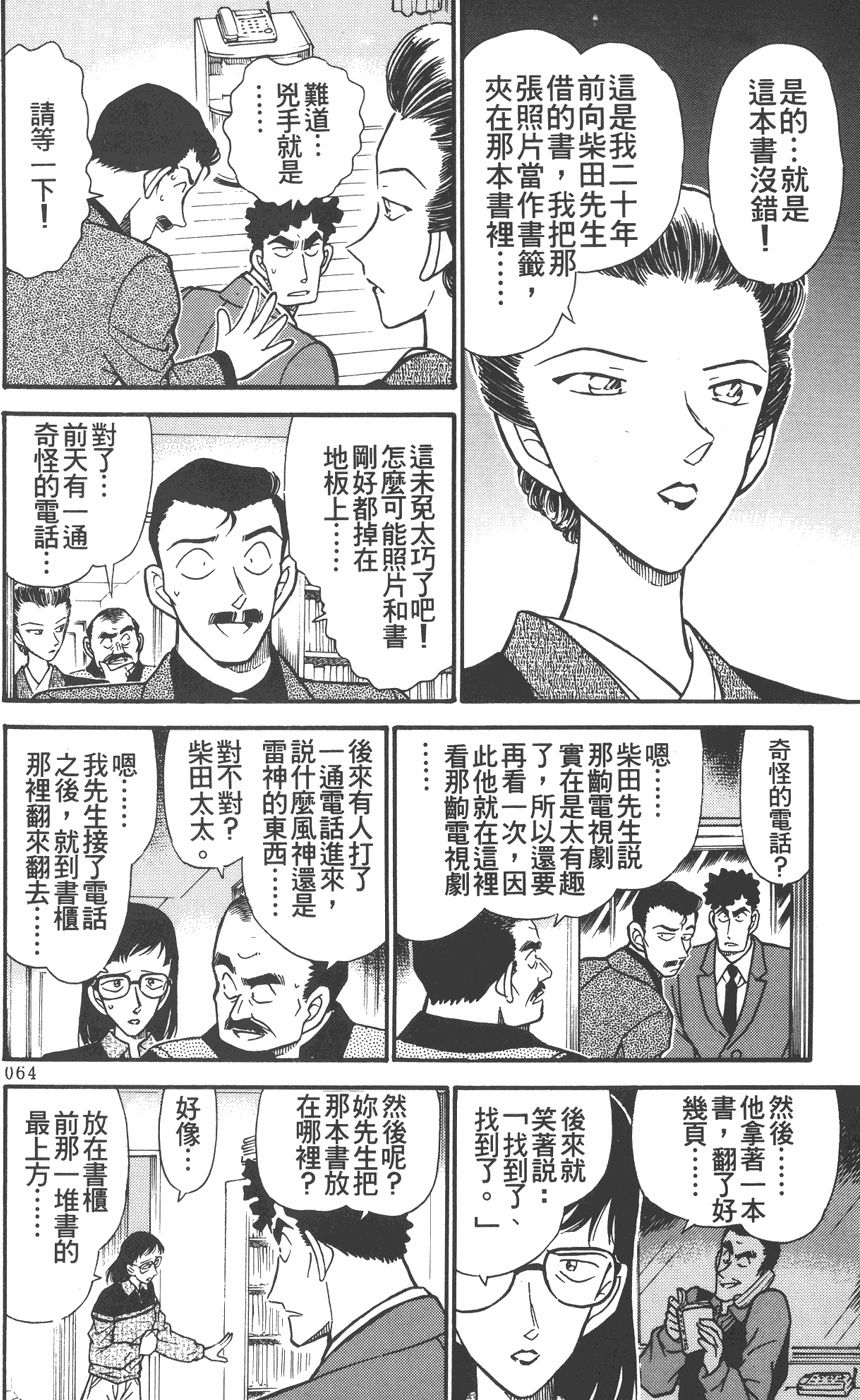 是的…就是
這本書沒錯！
這是我二十年
前向柴田先生
借的書，我把那
張照片當作書籤，
夾在那本書裡……
難道…
兇手就是
……
請等一下！
這未免太巧了吧！
怎麼可能照片和書
剛好都掉在
地板上……
對了…
前天有一通
奇怪的電話…
奇怪的電話？
嗯……
柴田先生說
那齣電視劇
實在是太有趣
了，所以還要
再看一次，因
此他就在這裡
看那齣電視劇
……
後來有人打了
一通電話進來，
說什麼風神還是
雷神的東西……
對不對？
柴田太太。
嗯……
我先生接了電話
之後，就到書櫃
那裡翻來翻去……
064
然後……
他拿著一本
書，翻了好
幾頁……
後來就
笑著說：
「找到了、
找到了。」
然後呢？
妳先生把
那本書放
在哪裡？
好像…
放在書櫃
前那一堆書的
最上方……